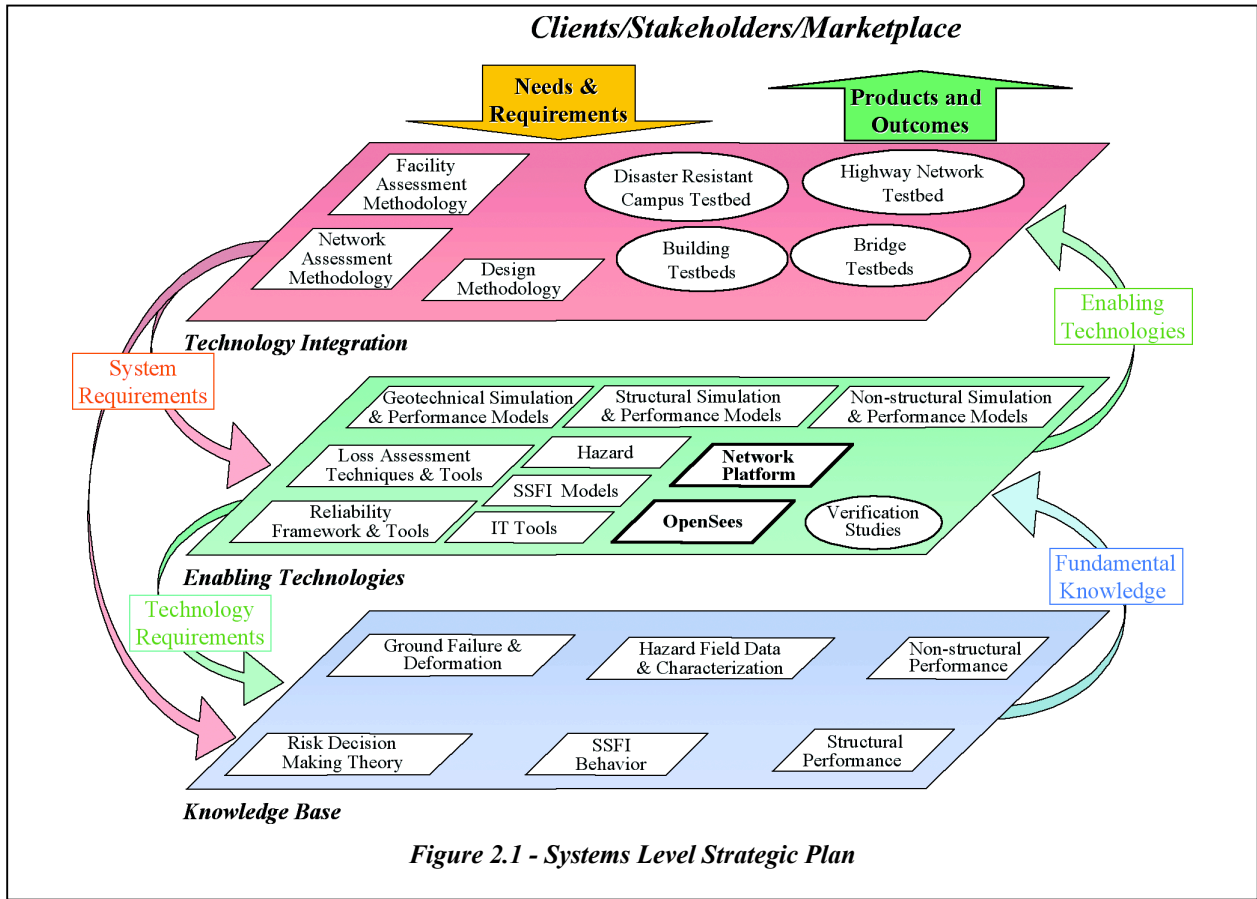 Clients/Stakeholders/Marketplace
Needs &
Requirements
Products and
Outcomes
Facility
Assessment
Methodology
Disaster Resistant
Campus Testbed
Highway Network
Testbed
Network
Assessment
Methodology
Design
Methodology
Building
Testbeds
Bridge
Testbeds
Technology Integration
Enabling
Technologies
System
Requirements
Geotechnical Simulation
& Performance Models
Structural Simulation
& Performance Models
Non-structural Simulation
& Performance Models
Loss Assessment
Techniques & Tools
Hazard
Network
Platform
SSFI Models
Reliability
Framework & Tools
IT Tools
OpenSees
Verification
Studies
Enabling Technologies
Fundamental
Knowledge
Technology
Requirements
Ground Failure &
Deformation
Hazard Field Data
& Characterization
Non-structural
Performance
Risk Decision
Making Theory
SSFI
Behavior
Structural
Performance
Knowledge Base
Figure 2.1 - Systems Level Strategic Plan